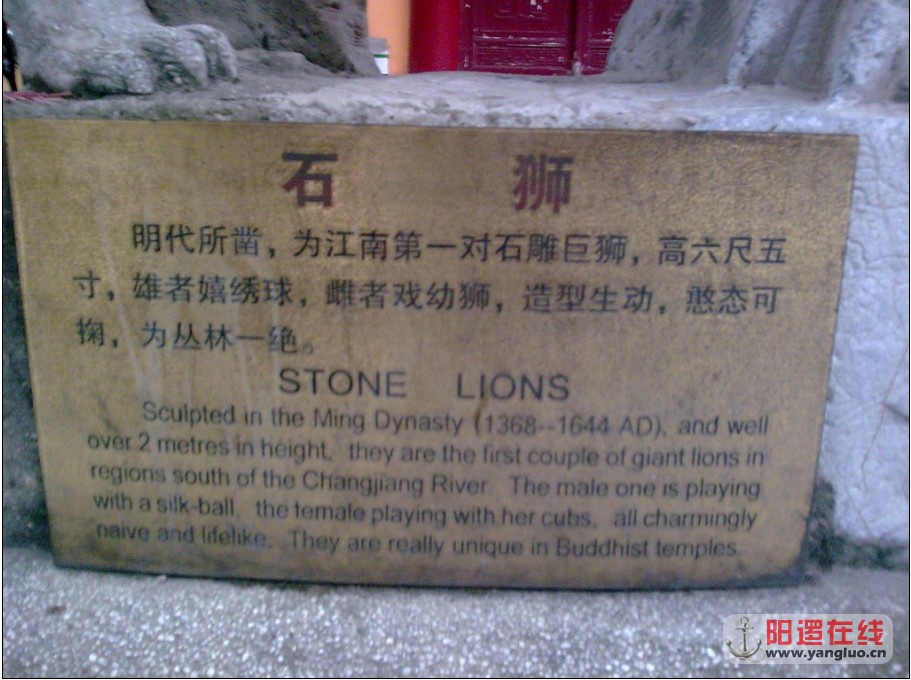 石 狮
明代所凿，为江南第一对石雕巨狮，高六尺五
寸，雄者嬉绣球，雌者戏幼狮，造型生动，憨态可
掬，为丛林一绝。
STONE LIONS
Sculpted in the Ming Dynasty (1368--1644 AD), and well
over 2 metres in height, they are the first couple of giant lions in
regions south of the Changjiang River. The male one is playing
with a silk-ball, the female playing with her cubs, all charmingly
naive and lifelike. They are really unique in Buddhist temples.
阳逻在线
www.yangluo.cn